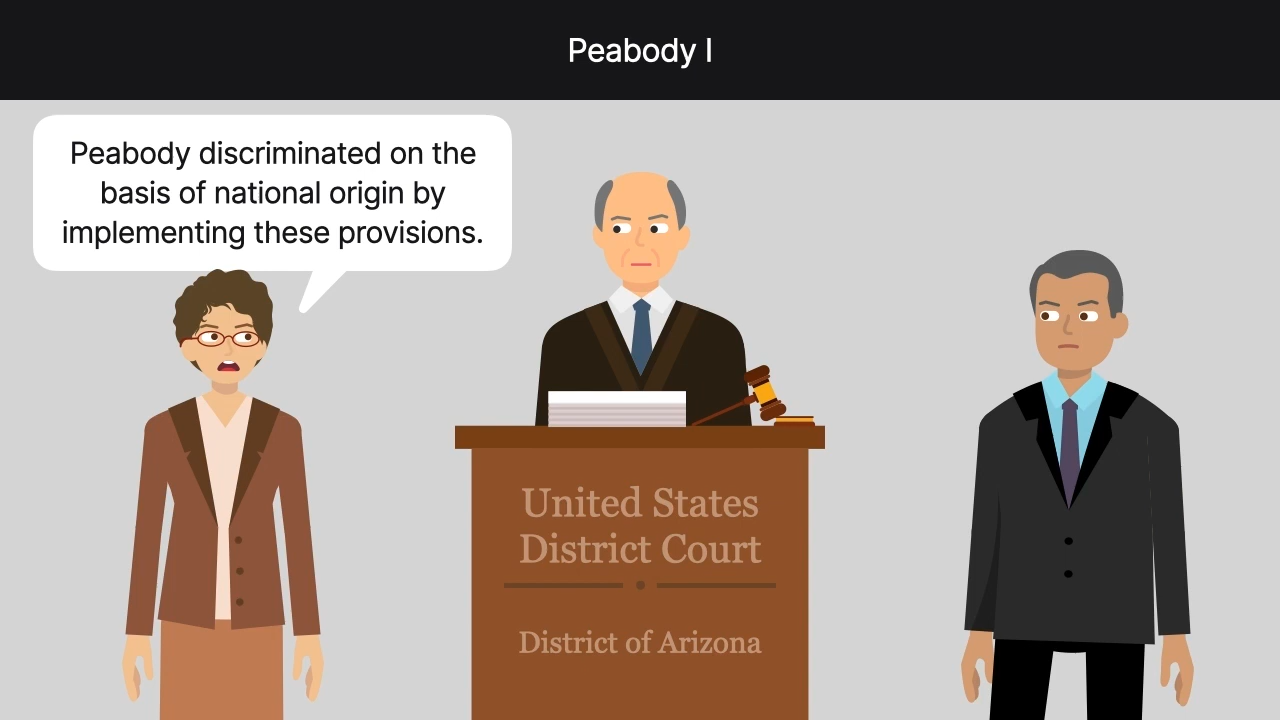 Peabody I
Peabody discriminated on the
basis of national origin by
implementing these provisions.
United States
District Court
District of Arizona